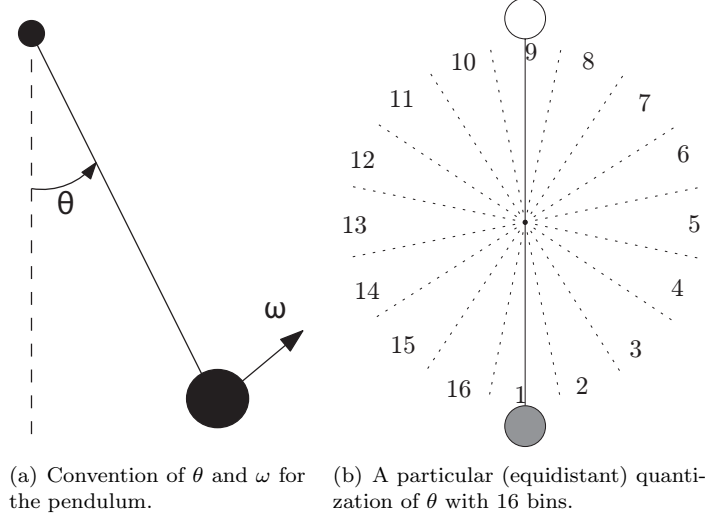 θ
ω
9
10
8
11
7
12
6
13
5
14
4
15
3
16
1
2
(a) Convention of θ and ω for
the pendulum.
(b) A particular (equidistant) quanti-
zation of θ with 16 bins.